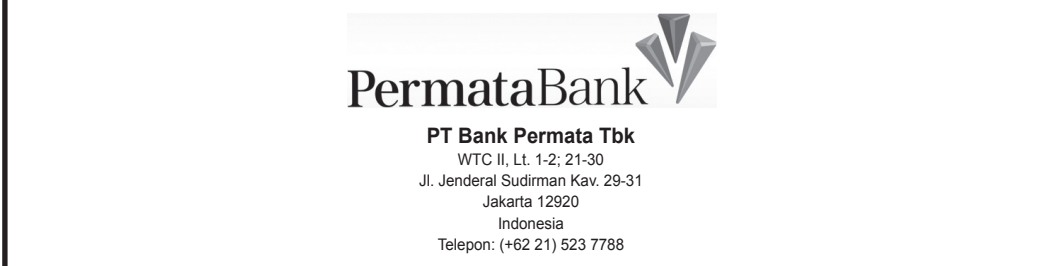 PermataBank
PT Bank Permata Tbk
WTC II, Lt. 1-2; 21-30
Jl. Jenderal Sudirman Kav. 29-31
Jakarta 12920
Indonesia
Telepon: (+62 21) 523 7788